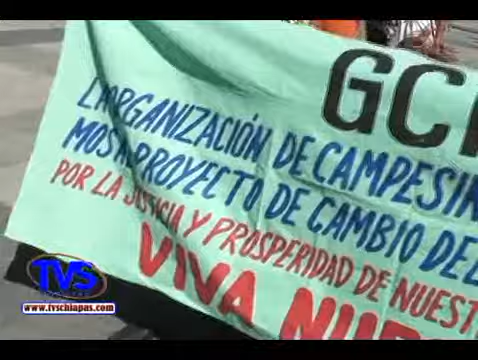 GC
L'ORGANIZACIÓN DE CAMPESIN
MOS A PROYECTO DE CAMBIO DEL
POR LA JUSTICIA Y PROSPERIDAD DE NUEST
VIVA NU
TVS
www.tvschiapas.com